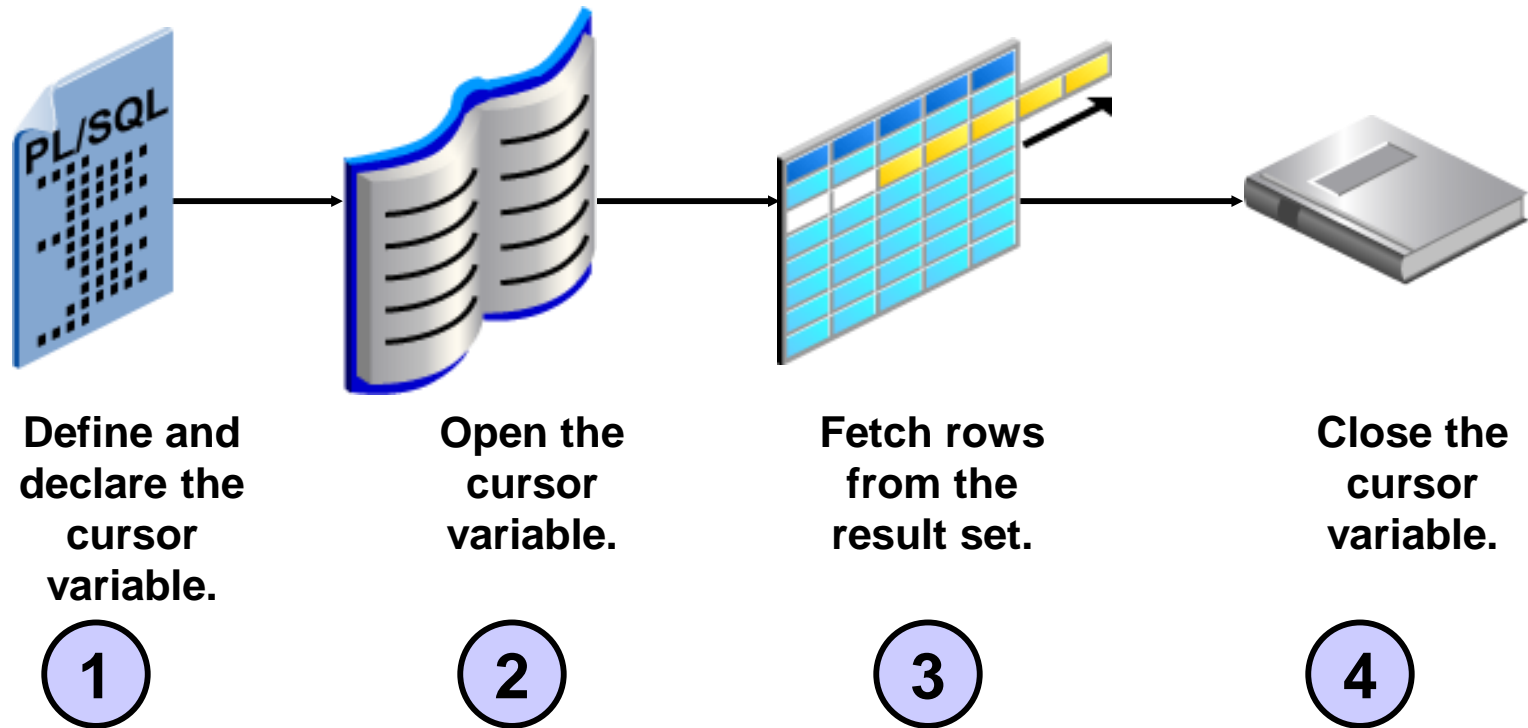 PL/SQL
Define and
declare the
cursor
variable.
1
Open the
cursor
variable.
2
Fetch rows
from the
result set.
3
Close the
cursor
variable.
4